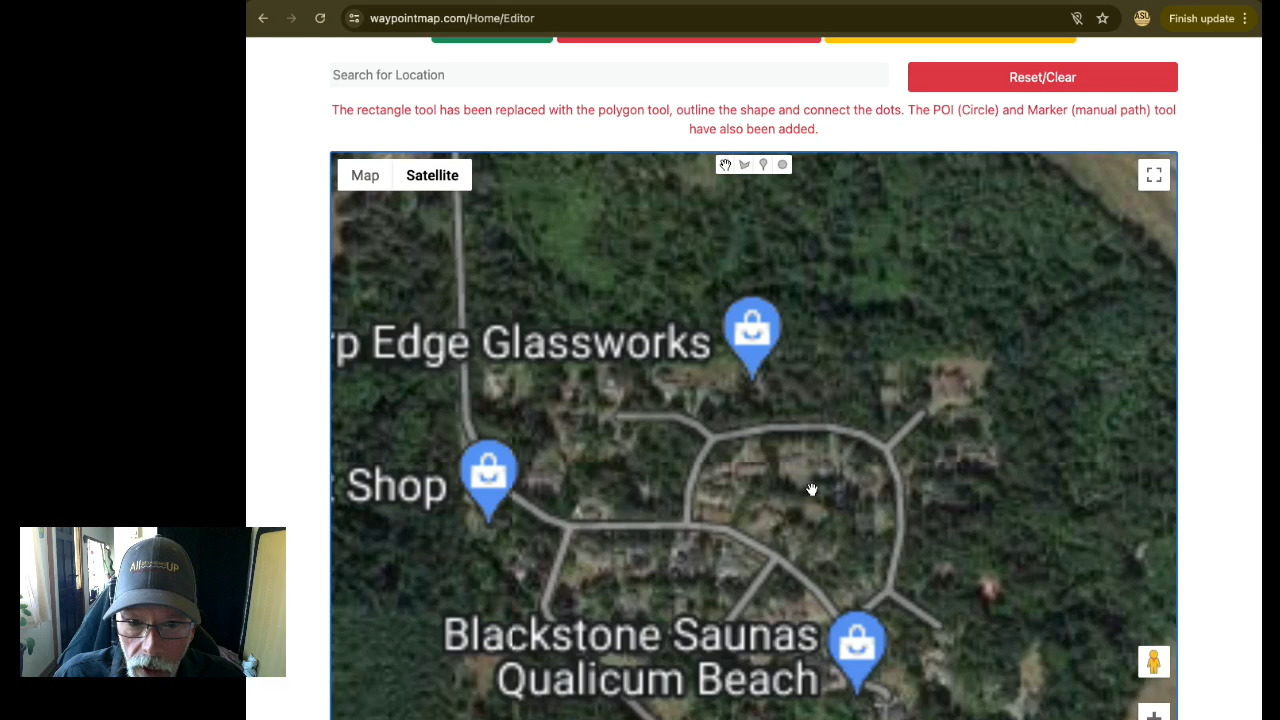 waypointmap.com/Home/Editor
ASU
Finish update
Search for Location
Reset/Clear
The rectangle tool has been replaced with the polygon tool, outline the shape and connect the dots. The POI (Circle) and Marker (manual path) tool
have also been added.
Map
Satellite
p Edge Glassworks
Shop
Blackstone Saunas
Qualicum Beach
UP